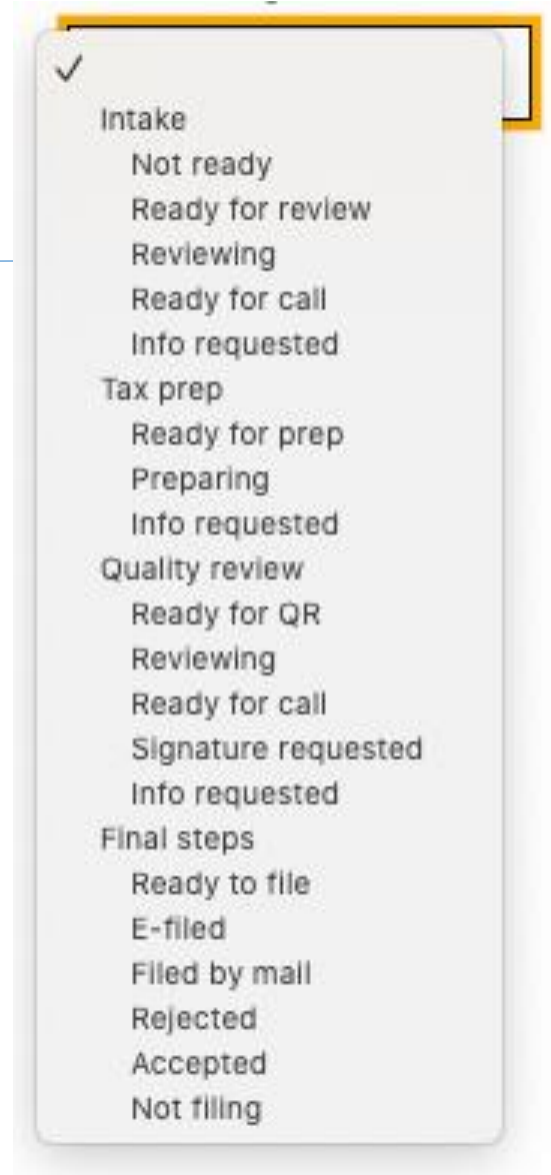 Intake
Not ready
Ready for review
Reviewing
Ready for call
Info requested
Tax prep
Ready for prep
Preparing
Info requested
Quality review
Ready for QR
Reviewing
Ready for call
Signature requested
Info requested
Final steps
Ready to file
E-filed
Filed by mail
Rejected
Accepted
Not filing